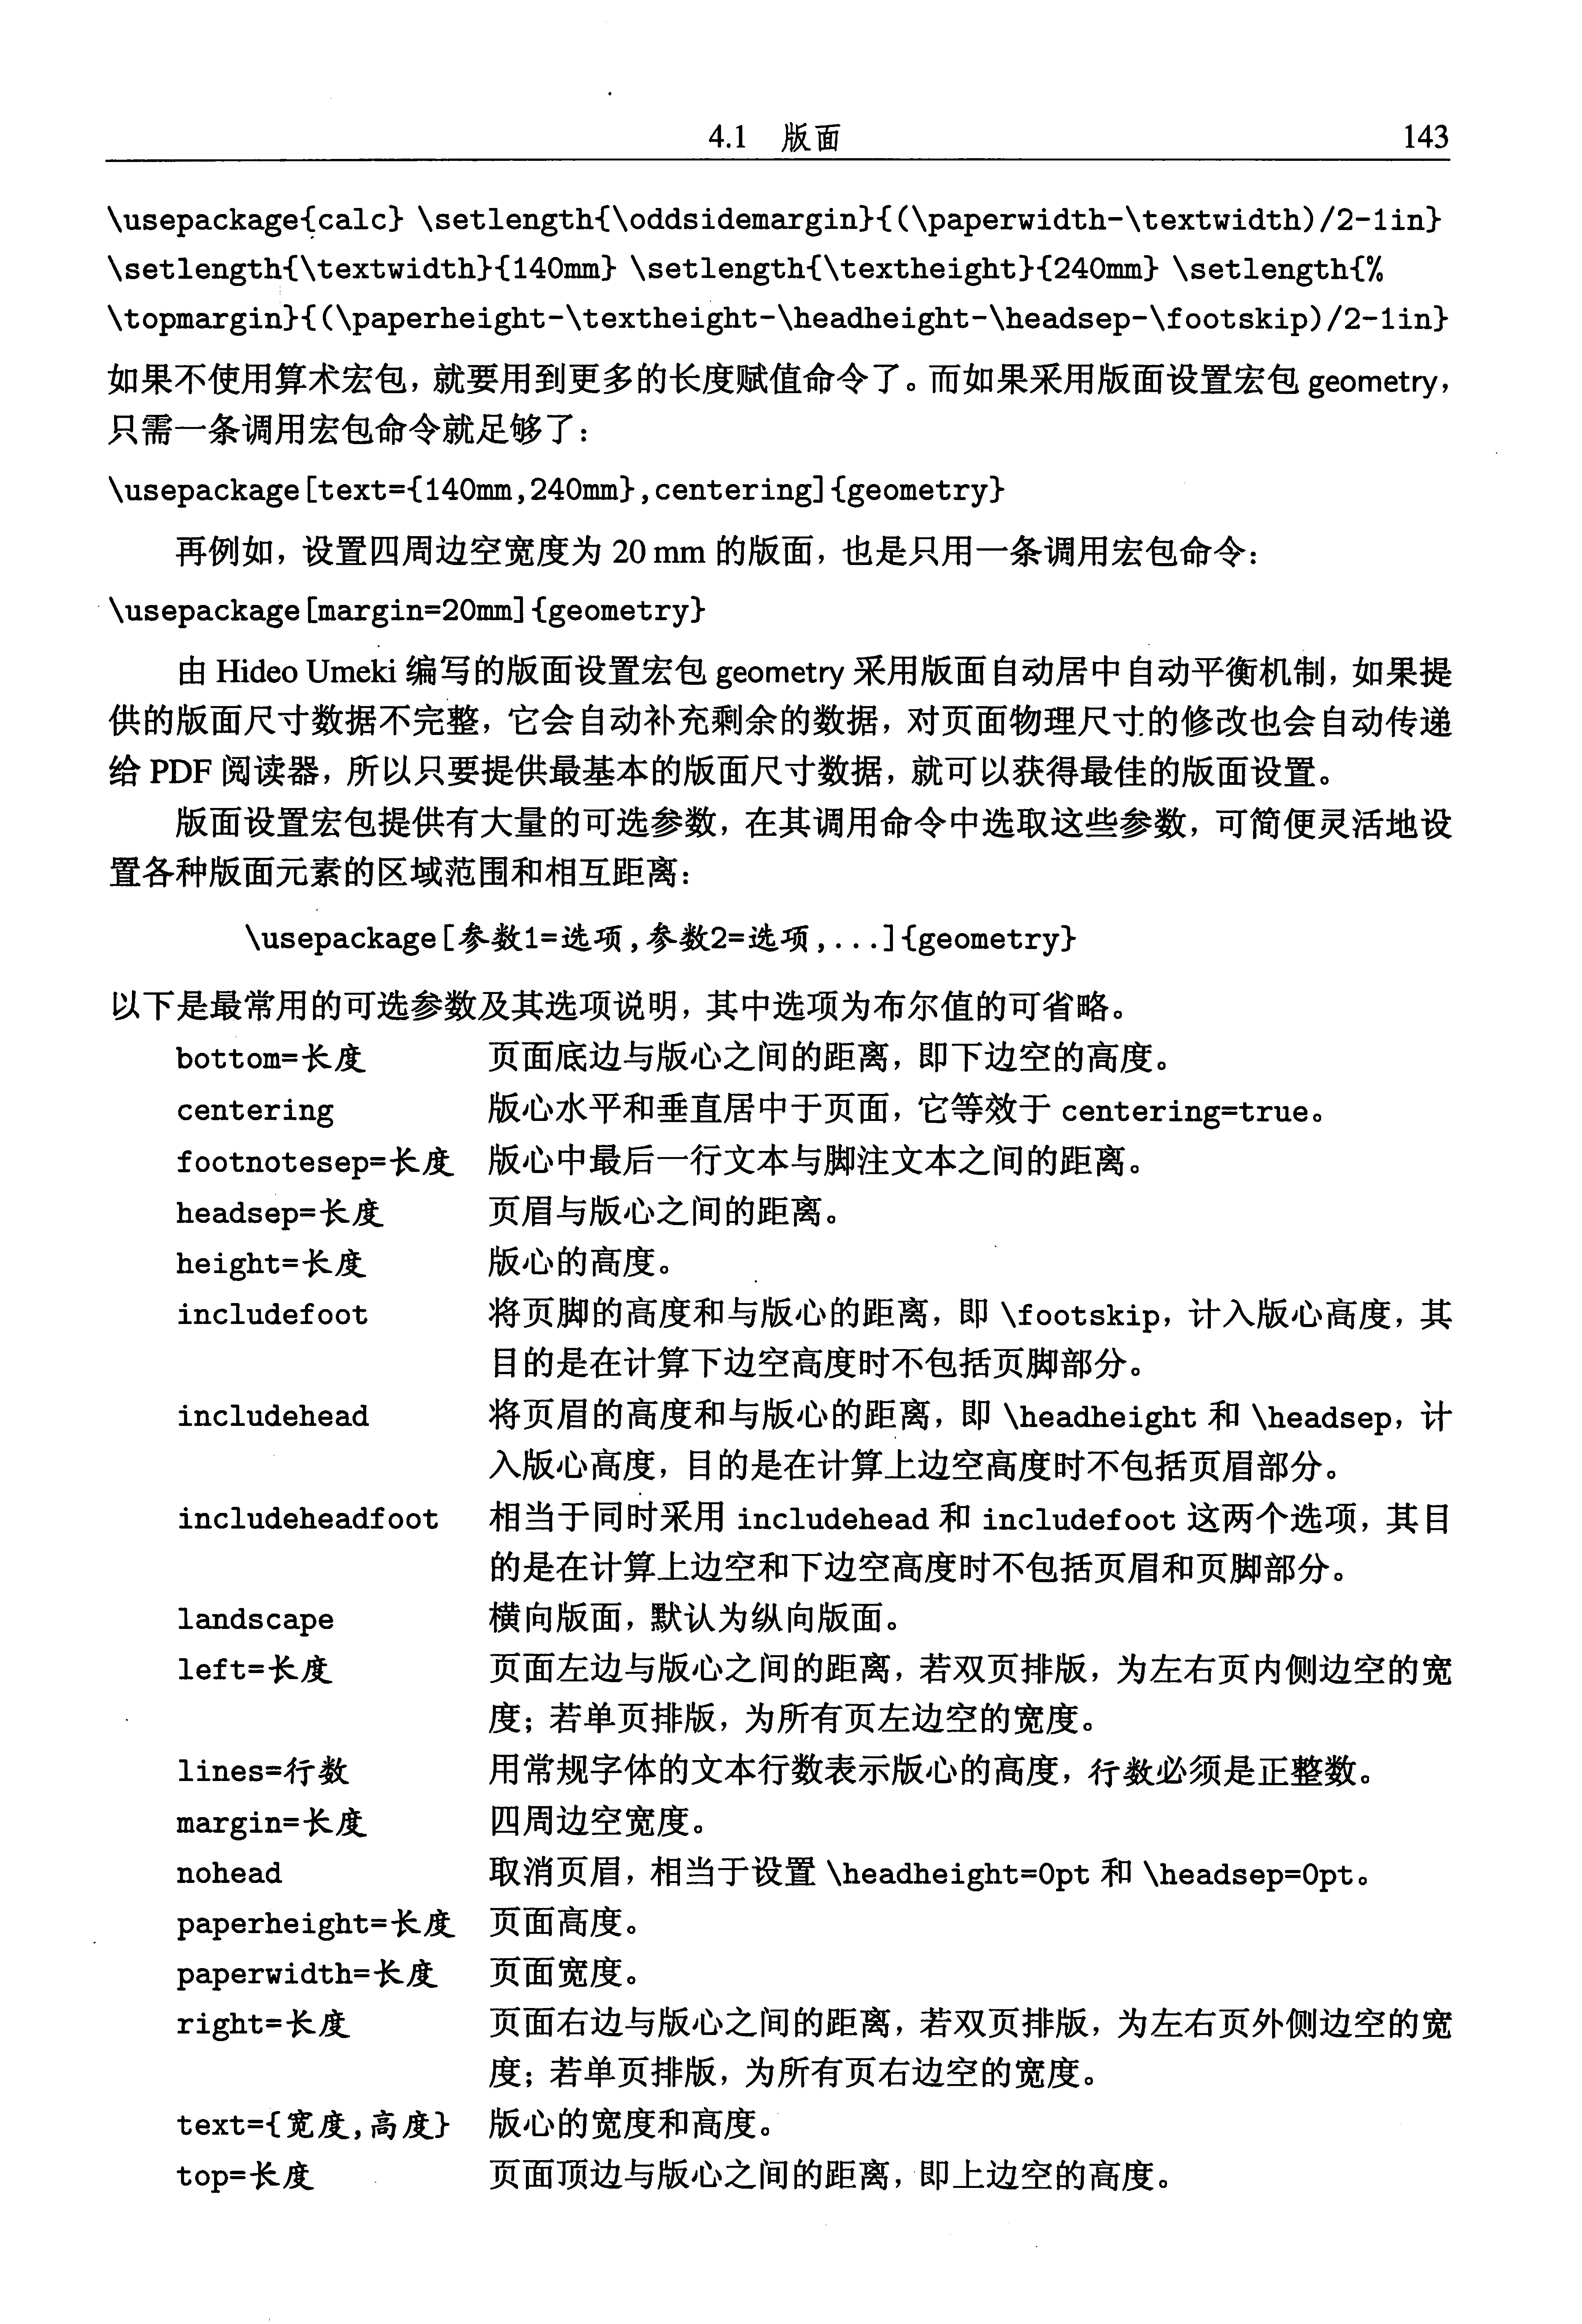 4.1 版面 143
\usepackage{calc} \setlength{\oddsidemargin}{(\paperwidth-\textwidth)/2-1in}
\setlength{\textwidth}{140mm} \setlength{\textheight}{240mm} \setlength{%
\topmargin}{(\paperheight-\textheight-\headheight-\headsep-\footskip)/2-1in}
如果不使用算术宏包，就要用到更多的长度赋值命令了。而如果采用版面设置宏包 geometry，
只需一条调用宏包命令就足够了：
\usepackage[text={140mm,240mm},centering]{geometry}
再例如，设置四周边空宽度为 20 mm 的版面，也是只用一条调用宏包命令：
\usepackage[margin=20mm]{geometry}
由 Hideo Umeki 编写的版面设置宏包 geometry 采用版面自动居中自动平衡机制，如果提
供的版面尺寸数据不完整，它会自动补充剩余的数据，对页面物理尺寸的修改也会自动传递
给 PDF 阅读器，所以只要提供最基本的版面尺寸数据，就可以获得最佳的版面设置。
版面设置宏包提供有大量的可选参数，在其调用命令中选取这些参数，可简便灵活地设
置各种版面元素的区域范围和相互距离：
\usepackage[参数1=选项,参数2=选项,...]{geometry}
以下是最常用的可选参数及其选项说明，其中选项为布尔值的可省略。
bottom=长度 页面底边与版心之间的距离，即下边空的高度。
centering 版心水平和垂直居中于页面，它等效于 centering=true。
footnotesep=长度 版心中最后一行文本与脚注文本之间的距离。
headsep=长度 页眉与版心之间的距离。
height=长度 版心的高度。
includefoot 将页脚的高度和与版心的距离，即 \footskip，计入版心高度，其
目的是在计算下边空高度时不包括页脚部分。
includehead 将页眉的高度和与版心的距离，即 \headheight 和 \headsep，计
入版心高度，目的是在计算上边空高度时不包括页眉部分。
includeheadfoot 相当于同时采用 includehead 和 includefoot 这两个选项，其目
的是在计算上边空和下边空高度时不包括页眉和页脚部分。
landscape 横向版面，默认为纵向版面。
left=长度 页面左边与版心之间的距离，若双页排版，为左右页内侧边空的宽
度；若单页排版，为所有页左边空的宽度。
lines=行数 用常规字体的文本行数表示版心的高度，行数必须是正整数。
margin=长度 四周边空宽度。
nohead 取消页眉，相当于设置 \headheight=0pt 和 \headsep=0pt。
paperheight=长度 页面高度。
paperwidth=长度 页面宽度。
right=长度 页面右边与版心之间的距离，若双页排版，为左右页外侧边空的宽
度；若单页排版，为所有页右边空的宽度。
text={宽度,高度} 版心的宽度和高度。
top=长度 页面顶边与版心之间的距离，即上边空的高度。